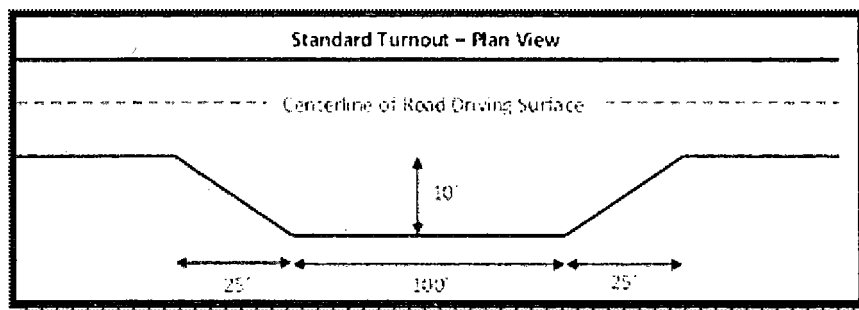 Standard Turnout – Plan View
Centerline of Road Driving Surface
10'
25' 100' 25'